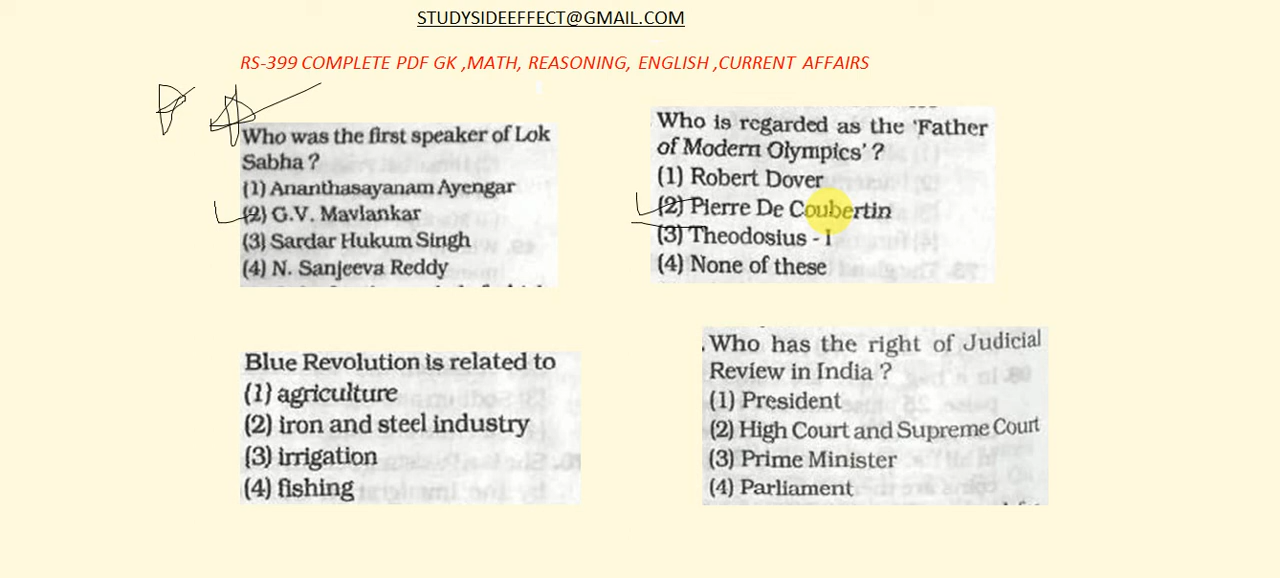 STUDYSIDEEFFECT@GMAIL.COM
RS-399 COMPLETE PDF GK ,MATH, REASONING, ENGLISH ,CURRENT AFFAIRS
Who was the first speaker of Lok
Sabha ?
(1) Ananthasayanam Ayengar
(2) G.V. Mavlankar
(3) Sardar Hukum Singh
(4) N. Sanjeeva Reddy
Who is regarded as the 'Father
of Modern Olympics' ?
(1) Robert Dover
(2) Pierre De Coubertin
(3) Theodosius - I
(4) None of these
Blue Revolution is related to
(1) agriculture
(2) iron and steel industry
(3) irrigation
(4) fishing
Who has the right of Judicial
Review in India ?
(1) President
(2) High Court and Supreme Court
(3) Prime Minister
(4) Parliament